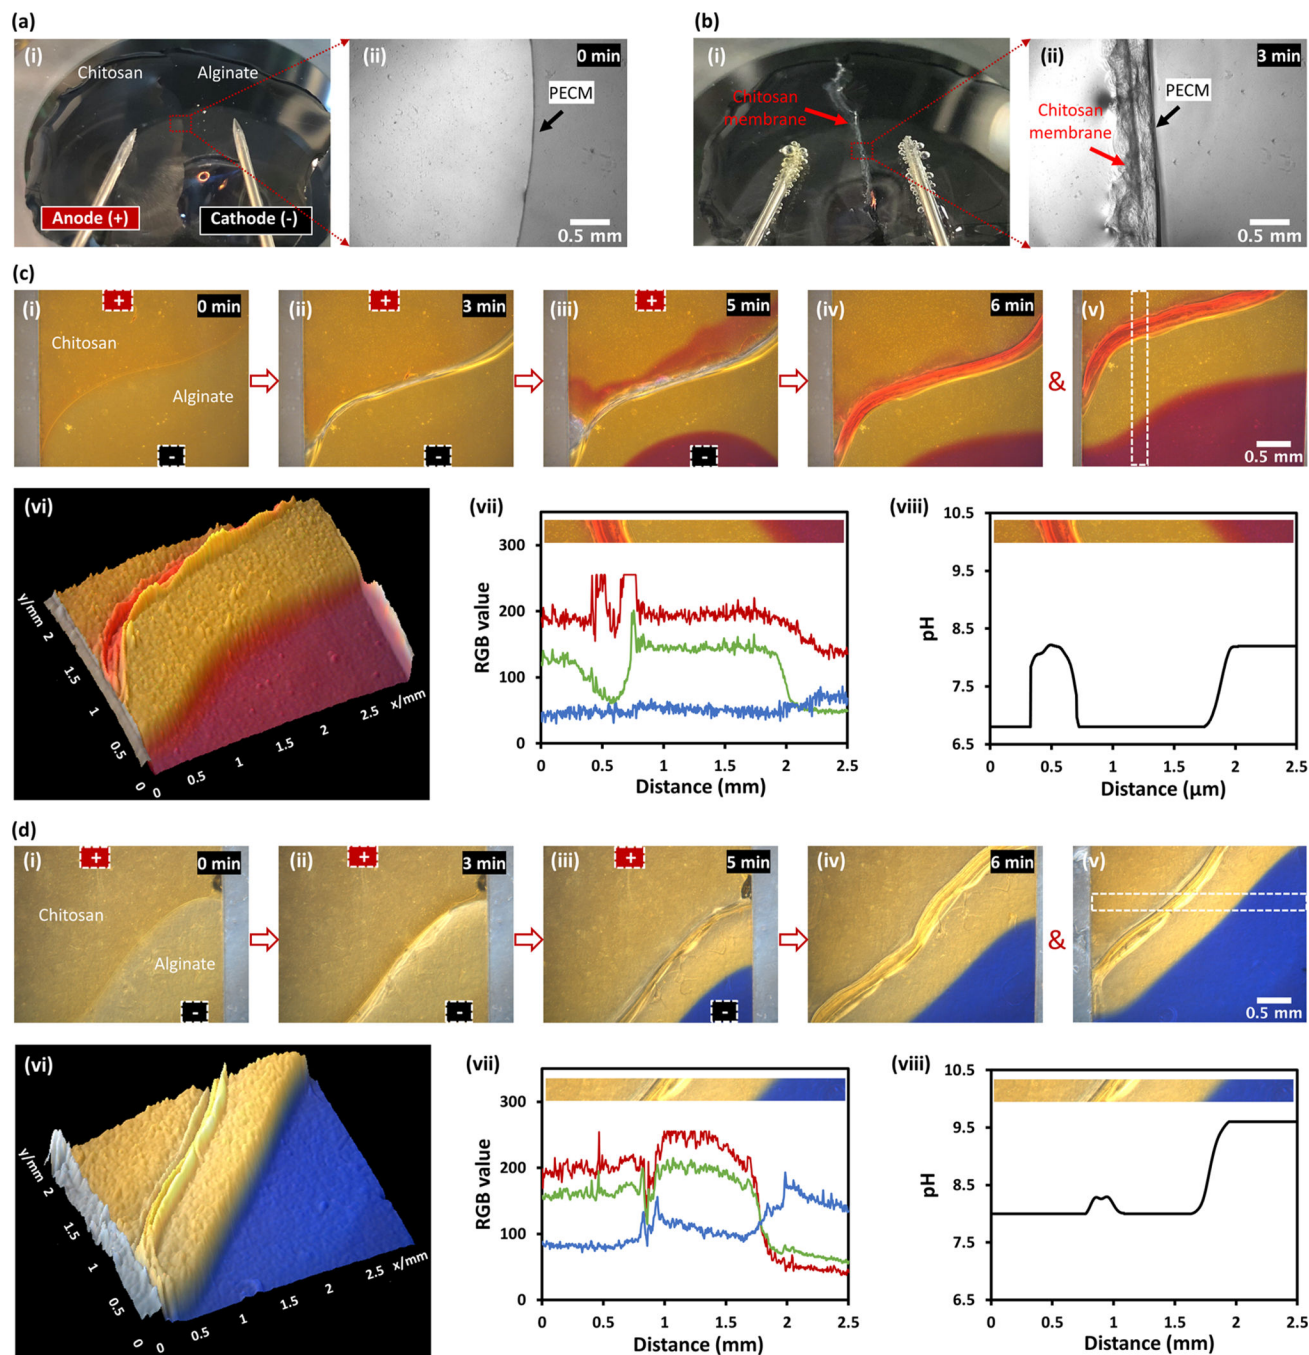 (a)
(i)
Chitosan
Alginate
Anode (+)
Cathode (-)
(ii)
0 min
PECM
0.5 mm
(b)
(i)
Chitosan
membrane
(ii)
3 min
PECM
Chitosan
membrane
0.5 mm
(c)
(i)
+
0 min
Chitosan
Alginate
-
(ii)
+
3 min
-
(iii)
+
5 min
-
(iv)
6 min
&
(v)
0.5 mm
(vi)
y/mm
2
1.5
1
0.5
0
0
0.5
1
1.5
2
2.5
x/mm
(vii)
RGB value
300
200
100
0
0
0.5
1
1.5
2
2.5
Distance (mm)
(viii)
pH
10.5
9.5
8.5
7.5
6.5
0
0.5
1
1.5
2
2.5
Distance (μm)
(d)
(i)
+
0 min
Chitosan
Alginate
-
(ii)
+
3 min
(iii)
+
5 min
-
(iv)
6 min
&
(v)
0.5 mm
(vi)
y/mm
2
1.5
1
0.5
0
0
0.5
1
1.5
2
2.5
x/mm
(vii)
RGB value
300
200
100
0
0
0.5
1
1.5
2
2.5
Distance (mm)
(viii)
pH
10.5
9.5
8.5
7.5
6.5
0
0.5
1
1.5
2
2.5
Distance (mm)